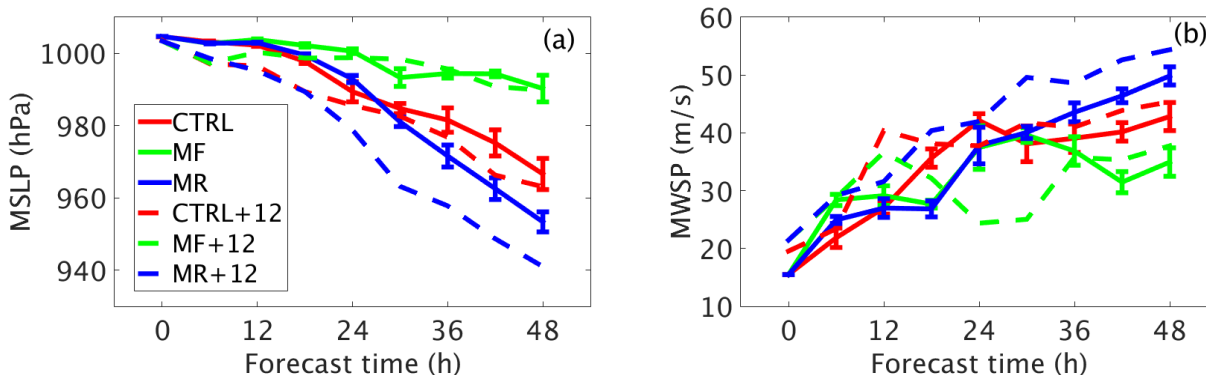 (a)
1000
980
960
940
MSLP (hPa)
CTRL
MF
MR
CTRL+12
MF+12
MR+12
0 12 24 36 48
Forecast time (h)
(b)
60
50
40
30
20
10
MWSP (m/s)
0 12 24 36 48
Forecast time (h)